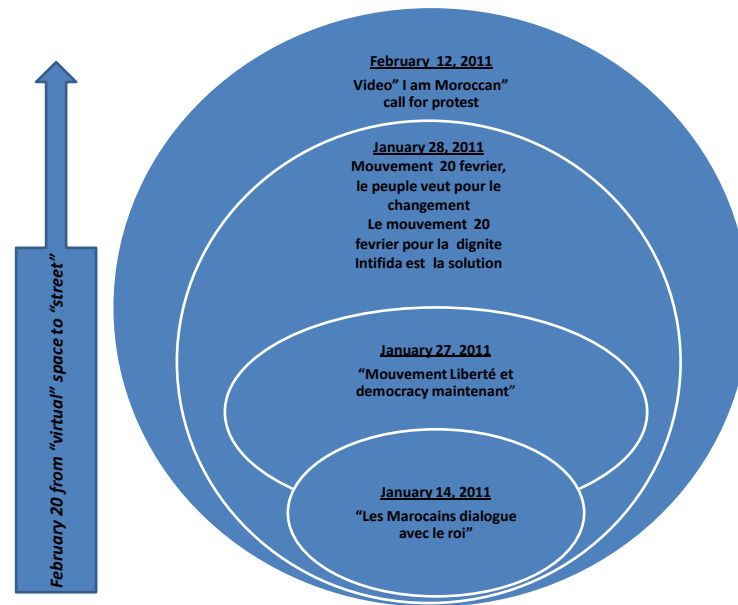 February 12, 2011
Video” I am Moroccan”
call for protest
January 28, 2011
Mouvement 20 fevrier,
le peuple veut pour le
changement
Le mouvement 20
fevrier pour la dignite
Intifida est la solution
January 27, 2011
“Mouvement Liberté et
democracy maintenant”
January 14, 2011
“Les Marocains dialogue
avec le roi”
February 20 from “virtual” space to “street”